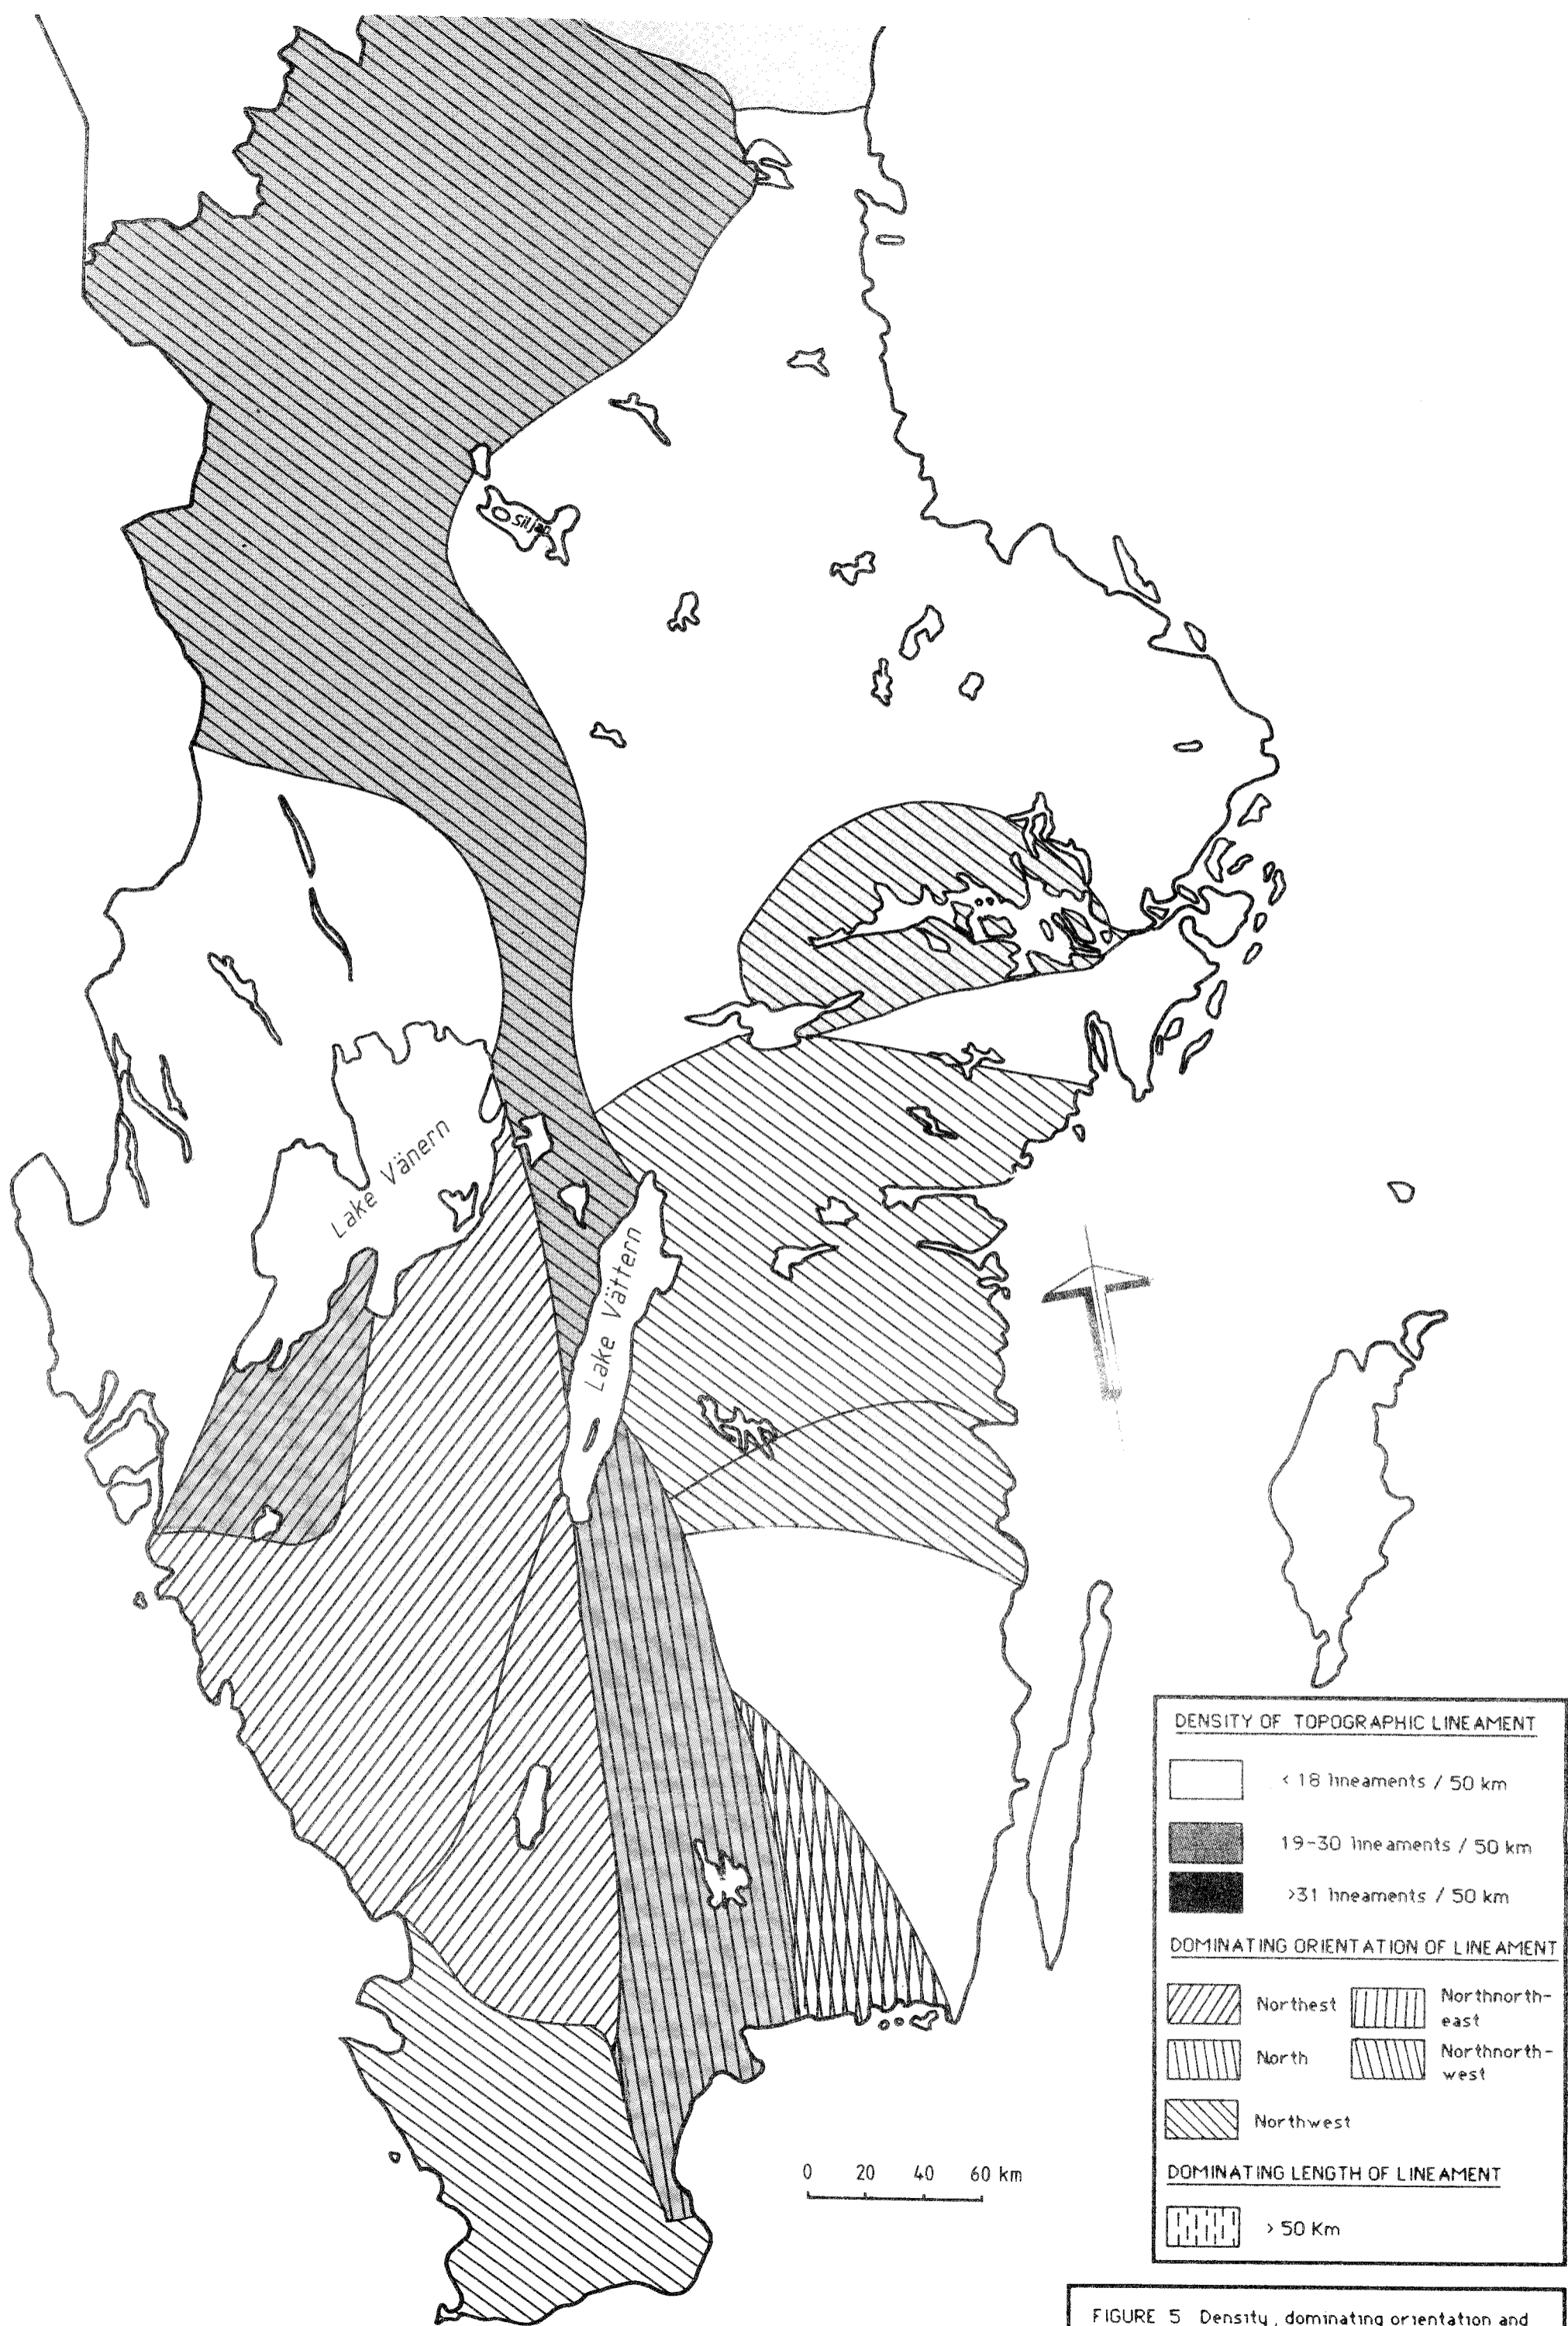 Siljan
Lake Vänern
Lake Vättern
DENSITY OF TOPOGRAPHIC LINEAMENT
< 18 lineaments / 50 km
19-30 lineaments / 50 km
>31 lineaments / 50 km
DOMINATING ORIENTATION OF LINEAMENT
Northest
Northnorth-
east
North
Northnorth-
west
Northwest
DOMINATING LENGTH OF LINEAMENT
> 50 Km
0 20 40 60 km
FIGURE 5 Density, dominating orientation and